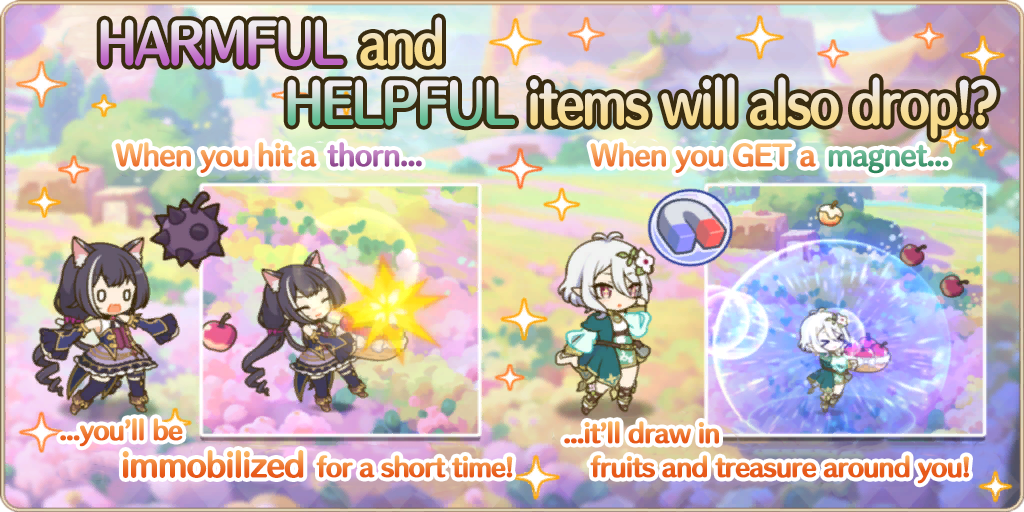 HARMFUL and
HELPFUL items will also drop!?
When you hit a thorn...
...you'll be
immobilized for a short time!
When you GET a magnet...
...it'll draw in
fruits and treasure around you!